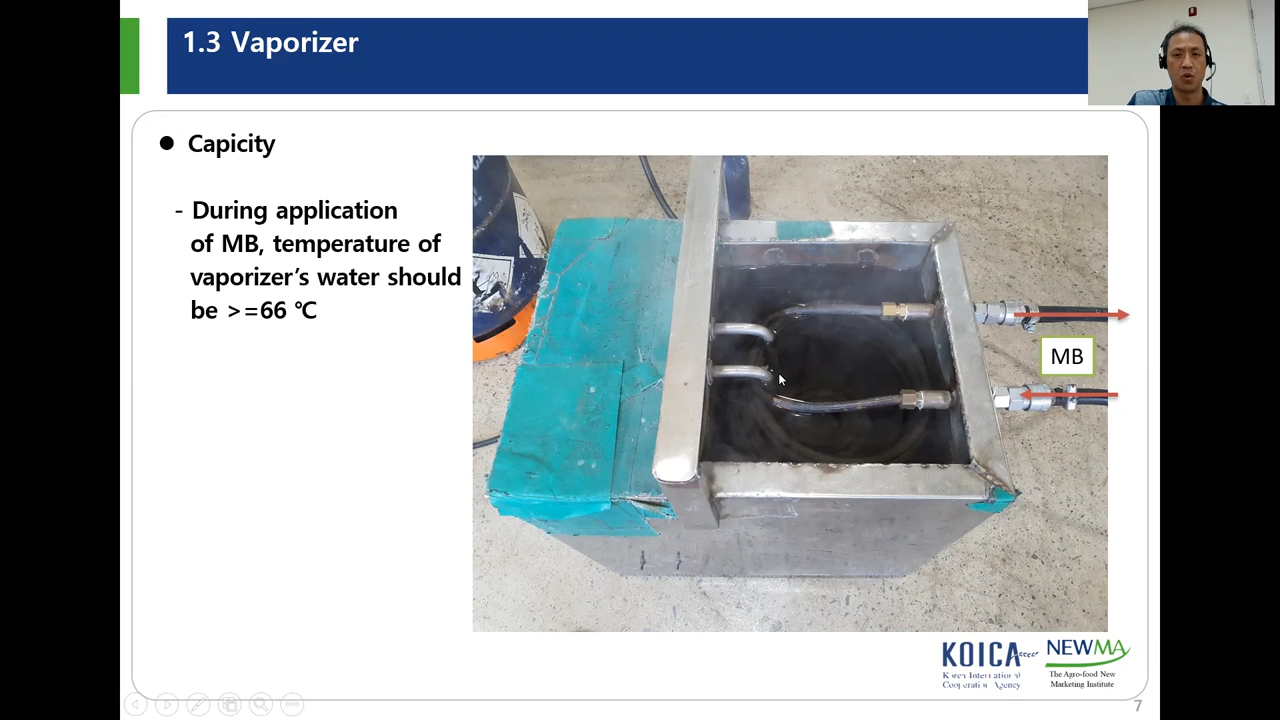 1.3 Vaporizer
● Capicity
- During application
of MB, temperature of
vaporizer’s water should
be >=66 ℃
MB
KOICA
Korea International
Cooperation Agency
NEWMA
The Agro-food New
Marketing Institute
7